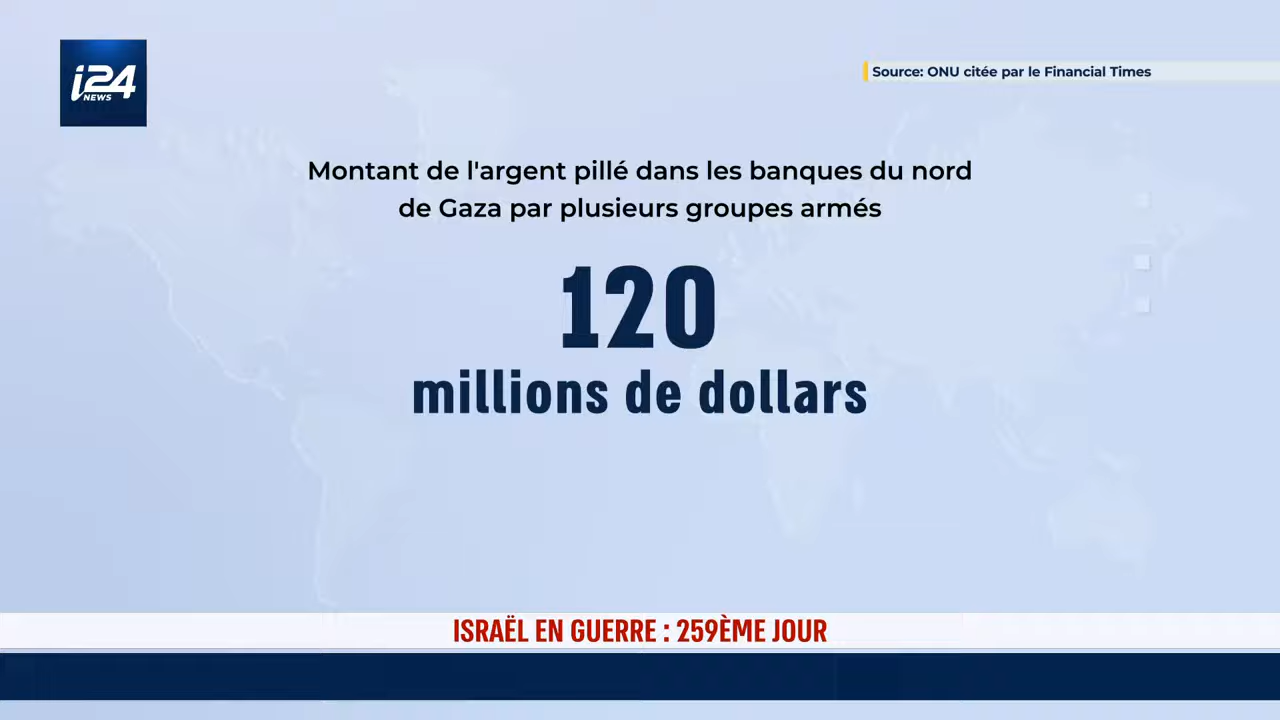 i24
NEWS
Source: ONU citée par le Financial Times
Montant de l'argent pillé dans les banques du nord
de Gaza par plusieurs groupes armés
120
millions de dollars
ISRAËL EN GUERRE : 259ÈME JOUR